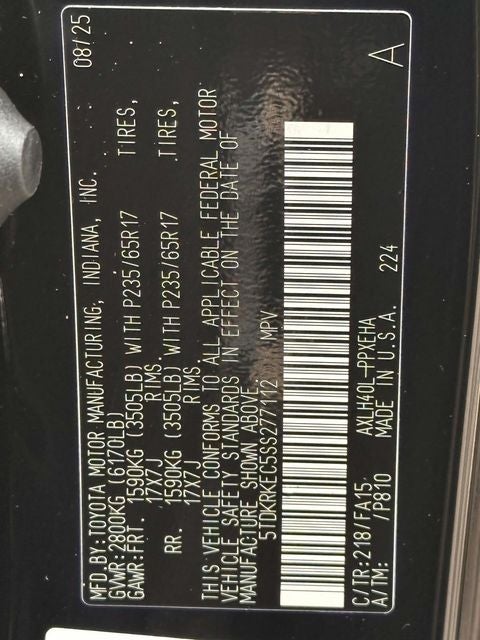 MFD.BY:TOYOTA MOTOR MANUFACTURING, INDIANA, INC. 08/25
GVWR:2800KG (6170LB)
GAWR:FRT. 1590KG (3505LB) WITH P235/65R17 TIRES,
17X7J RIMS
RR. 1590KG (3505LB) WITH P235/65R17 TIRES,
17X7J RIMS
THIS VEHICLE CONFORMS TO ALL APPLICABLE FEDERAL MOTOR
VEHICLE SAFETY STANDARDS IN EFFECT ON THE DATE OF
MANUFACTURE SHOWN ABOVE.
5TDKRKEC5SS277112 MPV
C/TR:218/FA15 AXLH40L-PPXEHA A
A/TM: /P810 MADE IN U.S.A. 224